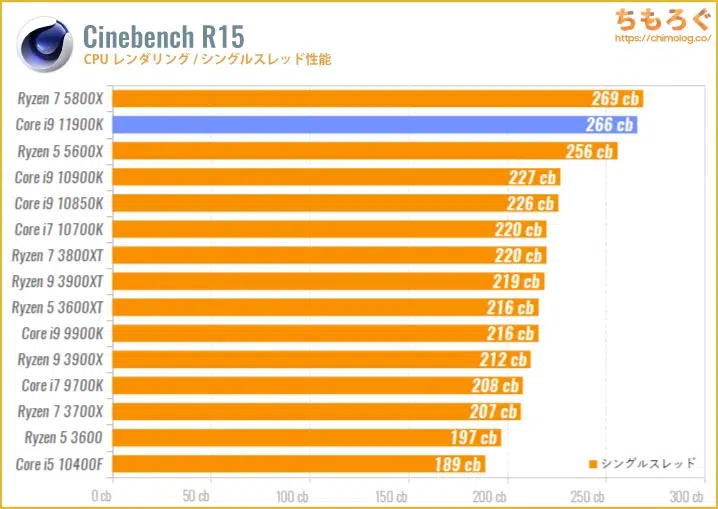 Cinebench R15
CPU レンダリング / シングルスレッド性能
ちもろぐ
https://chimolog.co/
Ryzen 7 5800X 269 cb
Core i9 11900K 266 cb
Ryzen 5 5600X 256 cb
Core i9 10900K 227 cb
Core i9 10850K 226 cb
Core i7 10700K 220 cb
Ryzen 7 3800XT 220 cb
Ryzen 9 3900XT 219 cb
Ryzen 5 3600XT 216 cb
Core i9 9900K 216 cb
Ryzen 9 3900X 212 cb
Core i7 9700K 208 cb
Ryzen 7 3700X 207 cb
Ryzen 5 3600 197 cb
Core i5 10400F 189 cb
シングルスレッド
0 cb 50 cb 100 cb 150 cb 200 cb 250 cb 300 cb